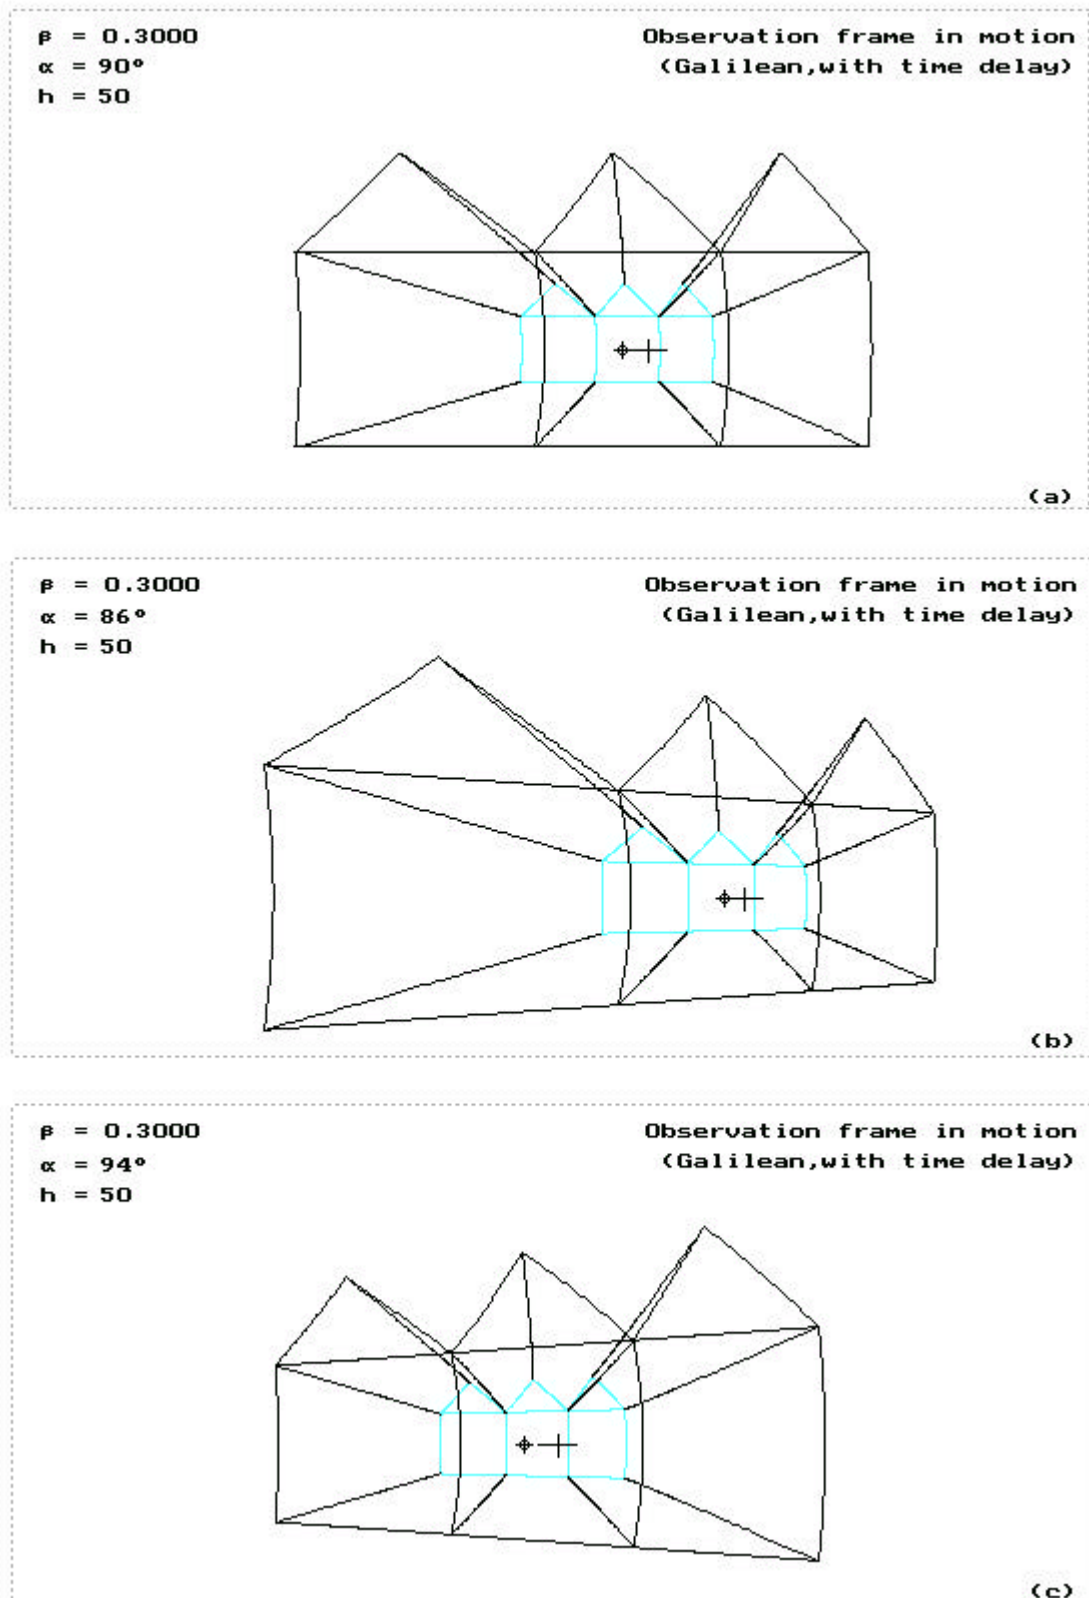 β = 0.3000
Observation frame in motion
α = 90°
(Galilean,with time delay)
h = 50
(a)
β = 0.3000
Observation frame in motion
α = 86°
(Galilean,with time delay)
h = 50
(b)
β = 0.3000
Observation frame in motion
α = 94°
(Galilean,with time delay)
h = 50
(c)